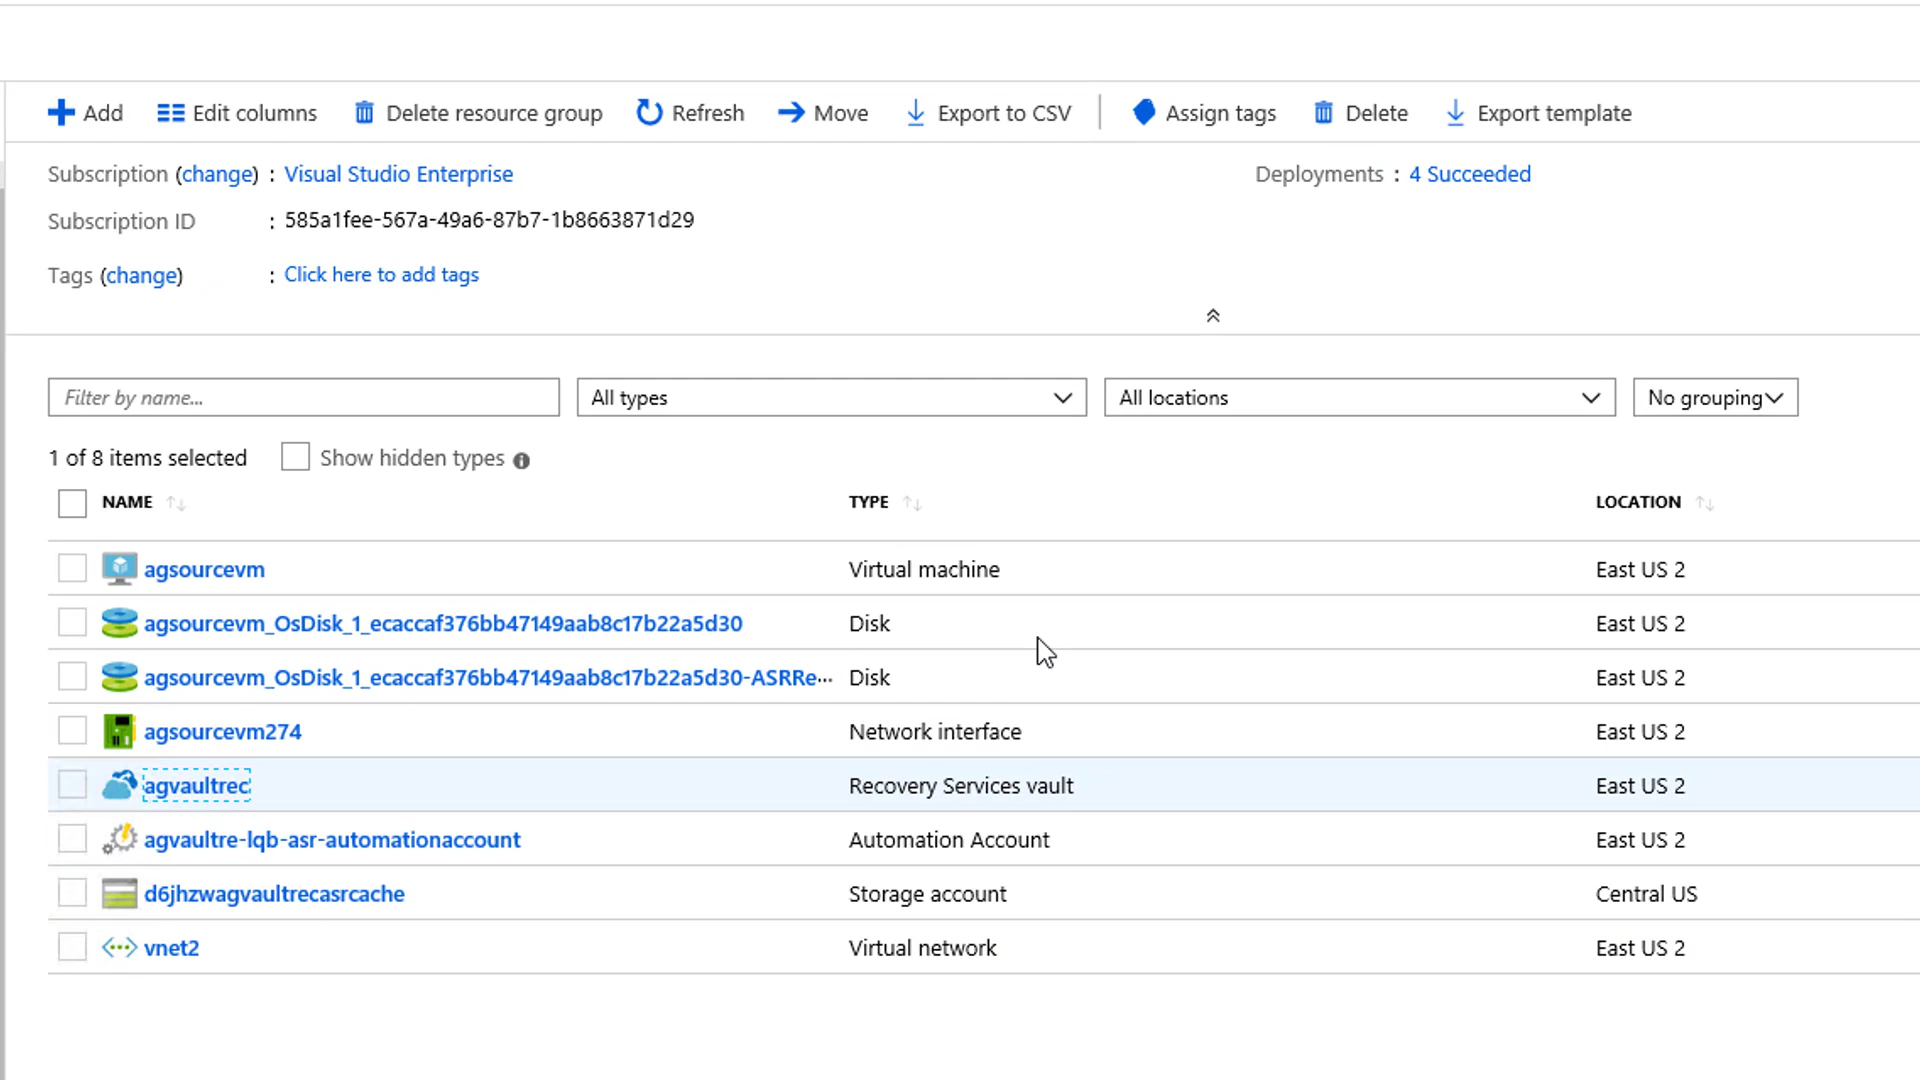 Add Edit columns Delete resource group Refresh Move Export to CSV Assign tags Delete Export template
Subscription (change) : Visual Studio Enterprise Deployments : 4 Succeeded
Subscription ID : 585a1fee-567a-49a6-87b7-1b8663871d29
Tags (change) : Click here to add tags
Filter by name... All types All locations No grouping
1 of 8 items selected Show hidden types
NAME TYPE LOCATION
agsourcevm Virtual machine East US 2
agsourcevm_OsDisk_1_ecaccaf376bb47149aab8c17b22a5d30 Disk East US 2
agsourcevm_OsDisk_1_ecaccaf376bb47149aab8c17b22a5d30-ASRRe... Disk East US 2
agsourcevm274 Network interface East US 2
agvaultrec Recovery Services vault East US 2
agvaultre-lqb-asr-automationaccount Automation Account East US 2
d6jhzwagvaultrecasrcache Storage account Central US
vnet2 Virtual network East US 2